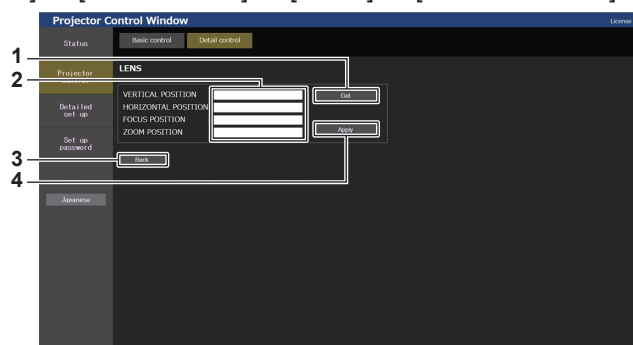 Projector Control Window
License
Status
Basic control
Detail control
1
LENS
2
Projector
VERTICAL POSITION
Get
HORIZONTAL POSITION
FOCUS POSITION
ZOOM POSITION
Apply
Detailed
set up
Set up
password
3
Back
4
Japanese